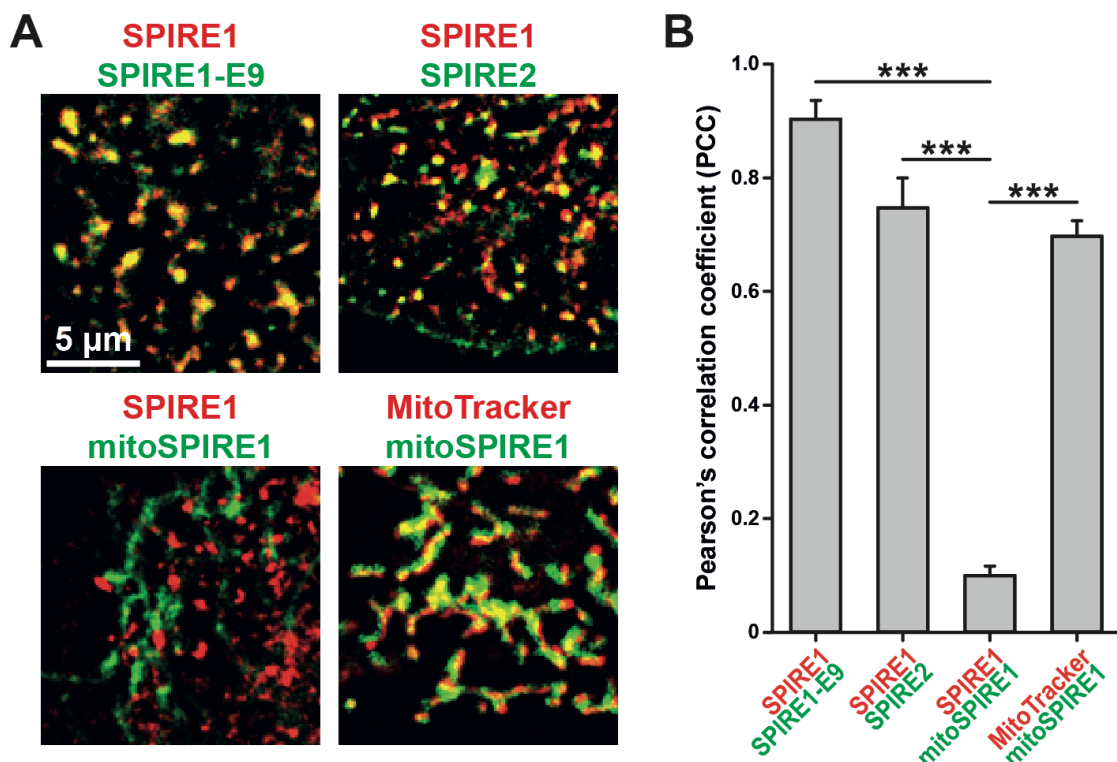 A
SPIRE1
SPIRE1-E9
SPIRE1
SPIRE2
5 µm
SPIRE1
mitoSPIRE1
MitoTracker
mitoSPIRE1
B
Pearson's correlation coefficient (PCC)
1.0
0.8
0.6
0.4
0.2
0
***
***
***
SPIRE1
SPIRE1-E9
SPIRE1
SPIRE2
SPIRE1
mitoSPIRE1
MitoTracker
mitoSPIRE1